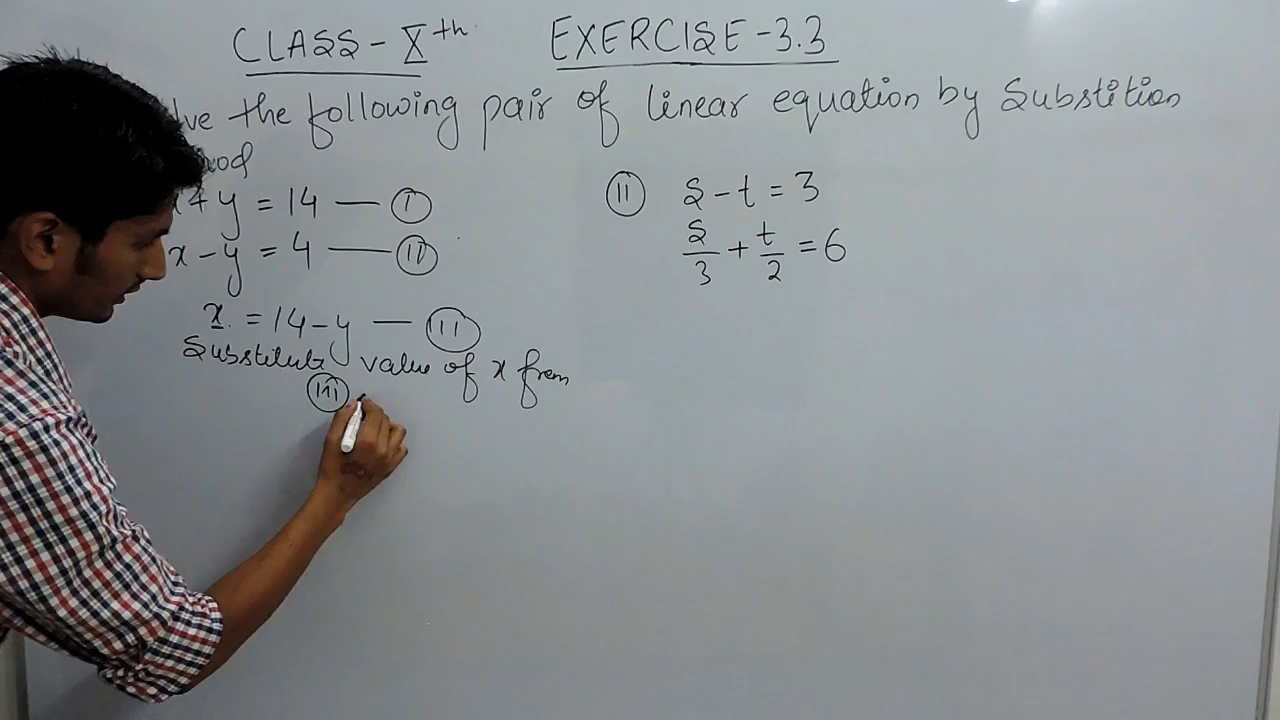 CLASS - Xth EXERCISE - 3.3
the following pair of linear equation by Substition
+ y = 14 — (I)
x - y = 4 — (II)
x = 14 - y — (III)
Substitute value of x from
(III)
(II) s - t = 3
s/3 + t/2 = 6